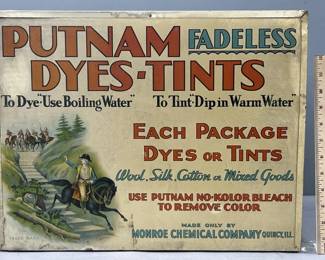 PUTNAM FADELESS
DYES-TINTS
To Dye "Use Boiling Water" To Tint "Dip in Warm Water"
EACH PACKAGE
DYES OR TINTS
Wool, Silk, Cotton or Mixed Goods
USE PUTNAM NO-KOLOR BLEACH
TO REMOVE COLOR
MADE ONLY BY
MONROE CHEMICAL COMPANY QUINCY, ILL.
TRADE MARK